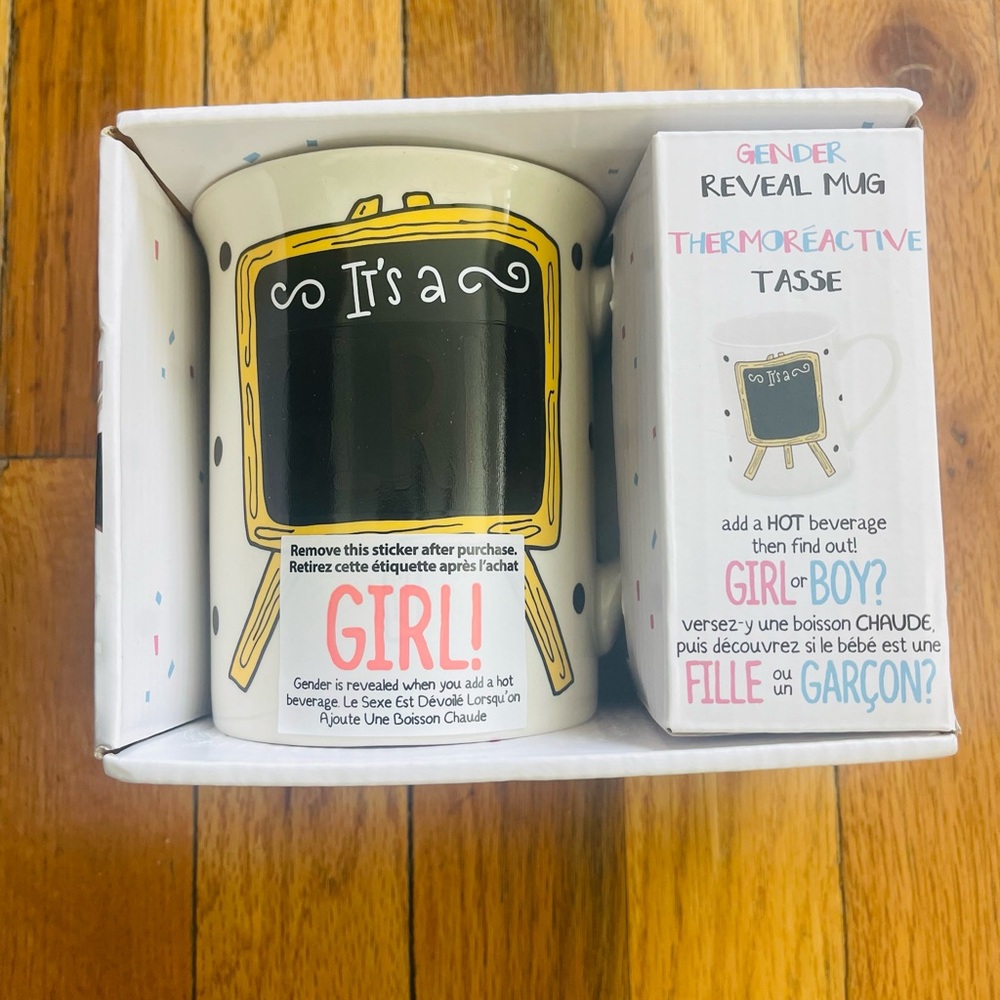 It's a
Remove this sticker after purchase.
Retirez cette étiquette après l'achat
GIRL!
Gender is revealed when you add a hot
beverage. Le Sexe Est Dévoilé Lorsqu'on
Ajoute Une Boisson Chaude
GENDER
REVEAL MUG
THERMORÉACTIVE
TASSE
It's a
add a HOT beverage
then find out!
GIRL or BOY?
versez-y une boisson CHAUDE,
puis découvrez si le bébé est une
FILLE ou un GARÇON?